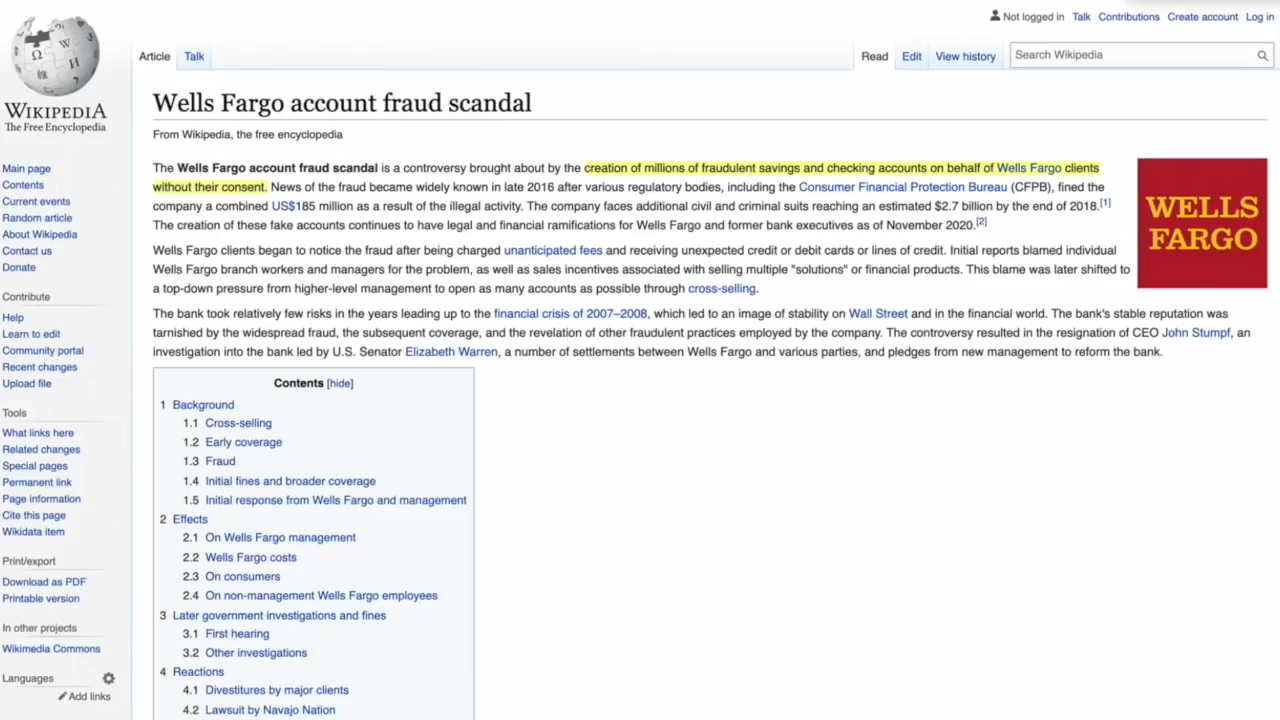 Not logged in Talk Contributions Create account Log in
Article Talk Read Edit View history Search Wikipedia
WIKIPEDIA
The Free Encyclopedia
Main page
Contents
Current events
Random article
About Wikipedia
Contact us
Donate
Contribute
Help
Learn to edit
Community portal
Recent changes
Upload file
Tools
What links here
Related changes
Special pages
Permanent link
Page information
Cite this page
Wikidata item
Print/export
Download as PDF
Printable version
In other projects
Wikimedia Commons
Languages
Add links
Wells Fargo account fraud scandal
From Wikipedia, the free encyclopedia
The Wells Fargo account fraud scandal is a controversy brought about by the creation of millions of fraudulent savings and checking accounts on behalf of Wells Fargo clients
without their consent. News of the fraud became widely known in late 2016 after various regulatory bodies, including the Consumer Financial Protection Bureau (CFPB), fined the
company a combined US$185 million as a result of the illegal activity. The company faces additional civil and criminal suits reaching an estimated $2.7 billion by the end of 2018.[1]
The creation of these fake accounts continues to have legal and financial ramifications for Wells Fargo and former bank executives as of November 2020.[2]
Wells Fargo clients began to notice the fraud after being charged unanticipated fees and receiving unexpected credit or debit cards or lines of credit. Initial reports blamed individual
Wells Fargo branch workers and managers for the problem, as well as sales incentives associated with selling multiple "solutions" or financial products. This blame was later shifted to
a top-down pressure from higher-level management to open as many accounts as possible through cross-selling.
The bank took relatively few risks in the years leading up to the financial crisis of 2007–2008, which led to an image of stability on Wall Street and in the financial world. The bank's stable reputation was
tarnished by the widespread fraud, the subsequent coverage, and the revelation of other fraudulent practices employed by the company. The controversy resulted in the resignation of CEO John Stumpf, an
investigation into the bank led by U.S. Senator Elizabeth Warren, a number of settlements between Wells Fargo and various parties, and pledges from new management to reform the bank.
WELLS
FARGO
Contents [hide]
1 Background
1.1 Cross-selling
1.2 Early coverage
1.3 Fraud
1.4 Initial fines and broader coverage
1.5 Initial response from Wells Fargo and management
2 Effects
2.1 On Wells Fargo management
2.2 Wells Fargo costs
2.3 On consumers
2.4 On non-management Wells Fargo employees
3 Later government investigations and fines
3.1 First hearing
3.2 Other investigations
4 Reactions
4.1 Divestitures by major clients
4.2 Lawsuit by Navajo Nation